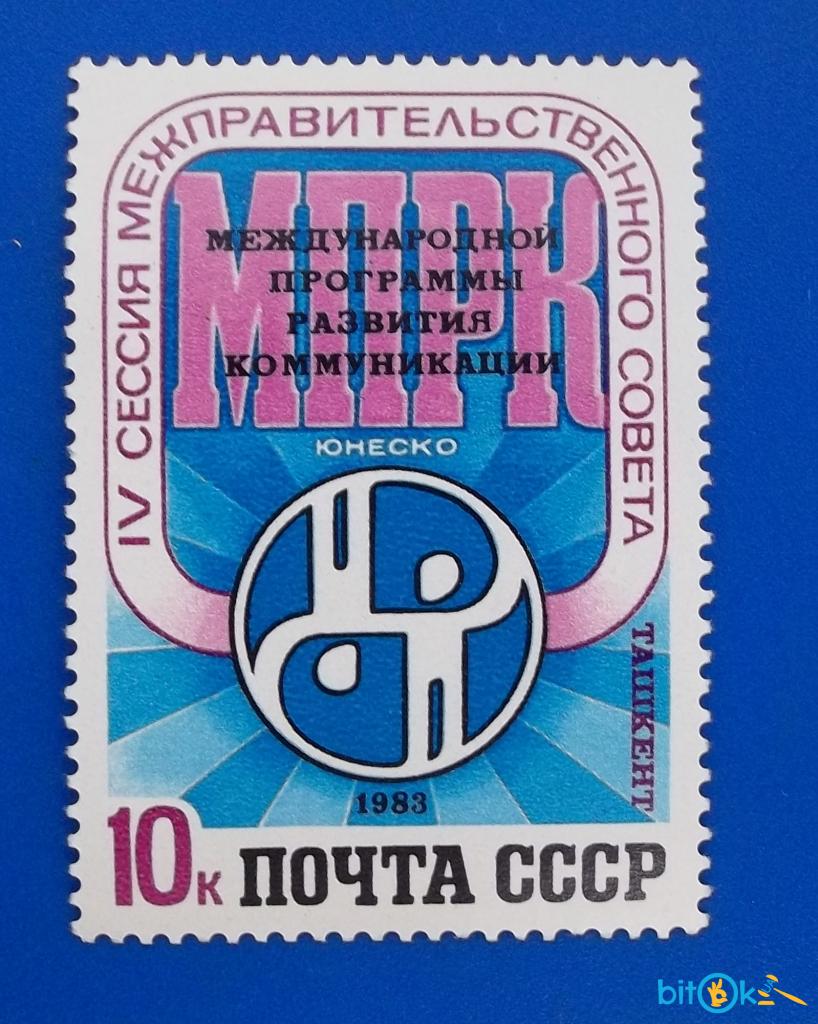 IV СЕССИЯ МЕЖПРАВИТЕЛЬСТВЕННОГО СОВЕТА
МПРК
МЕЖДУНАРОДНОЙ
ПРОГРАММЫ
РАЗВИТИЯ
КОММУНИКАЦИИ
ЮНЕСКО
ТАШКЕНТ
1983
10к ПОЧТА СССР
bitok